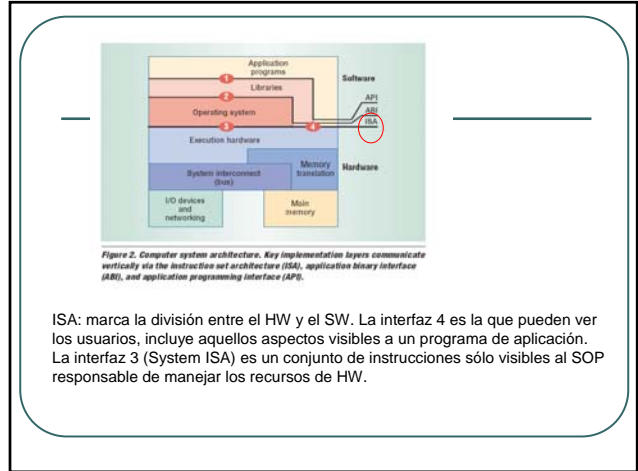 Application
programs
Software
1
Libraries
2
API
ABI
Operating system
ISA
3
4
Execution hardware
Memory
translation
Hardware
System interconnect
(bus)
I/O devices
and
networking
Main
memory
Figure 2. Computer system architecture. Key implementation layers communicate
vertically via the instruction set architecture (ISA), application binary interface
(ABI), and application programming interface (API).
ISA: marca la división entre el HW y el SW. La interfaz 4 es la que pueden ver
los usuarios, incluye aquellos aspectos visibles a un programa de aplicación.
La interfaz 3 (System ISA) es un conjunto de instrucciones sólo visibles al SOP
responsable de manejar los recursos de HW.